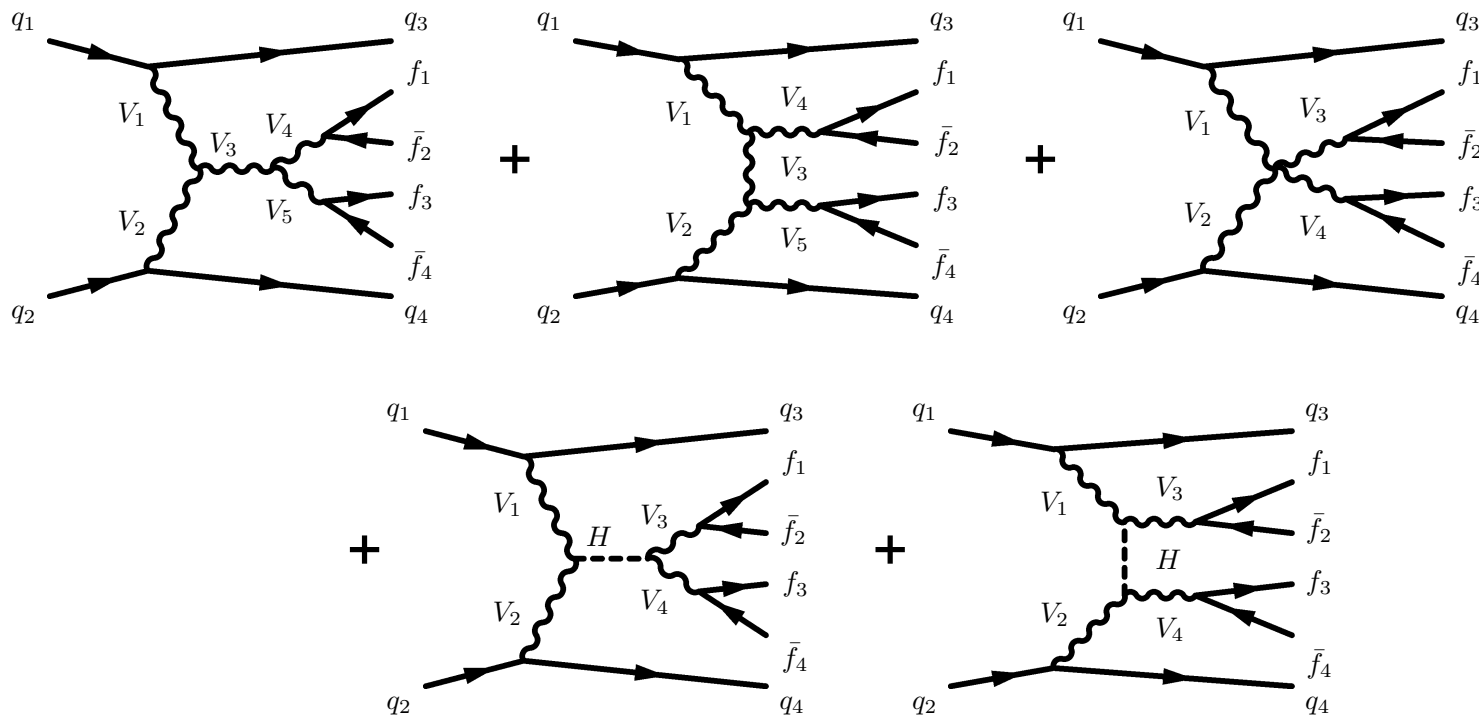 q₁ q₃ q₁ q₃ q₁ q₃
f₁ f₁ f₁
V₁ V₄ V₁ V₄ V₁ V₃
V₃ f̄₂ f̄₂ f̄₂
+ V₃ +
V₂ V₅ f₃ V₂ V₅ f₃ V₂ V₄ f₃
f̄₄ f̄₄ f̄₄
q₂ q₄ q₂ q₄ q₂ q₄
q₁ q₃ q₁ q₃
f₁ f₁
V₁ V₃ V₁ V₃
f̄₂ f̄₂
+ H + H
V₂ V₄ f₃ V₂ V₄ f₃
f̄₄ f̄₄
q₂ q₄ q₂ q₄